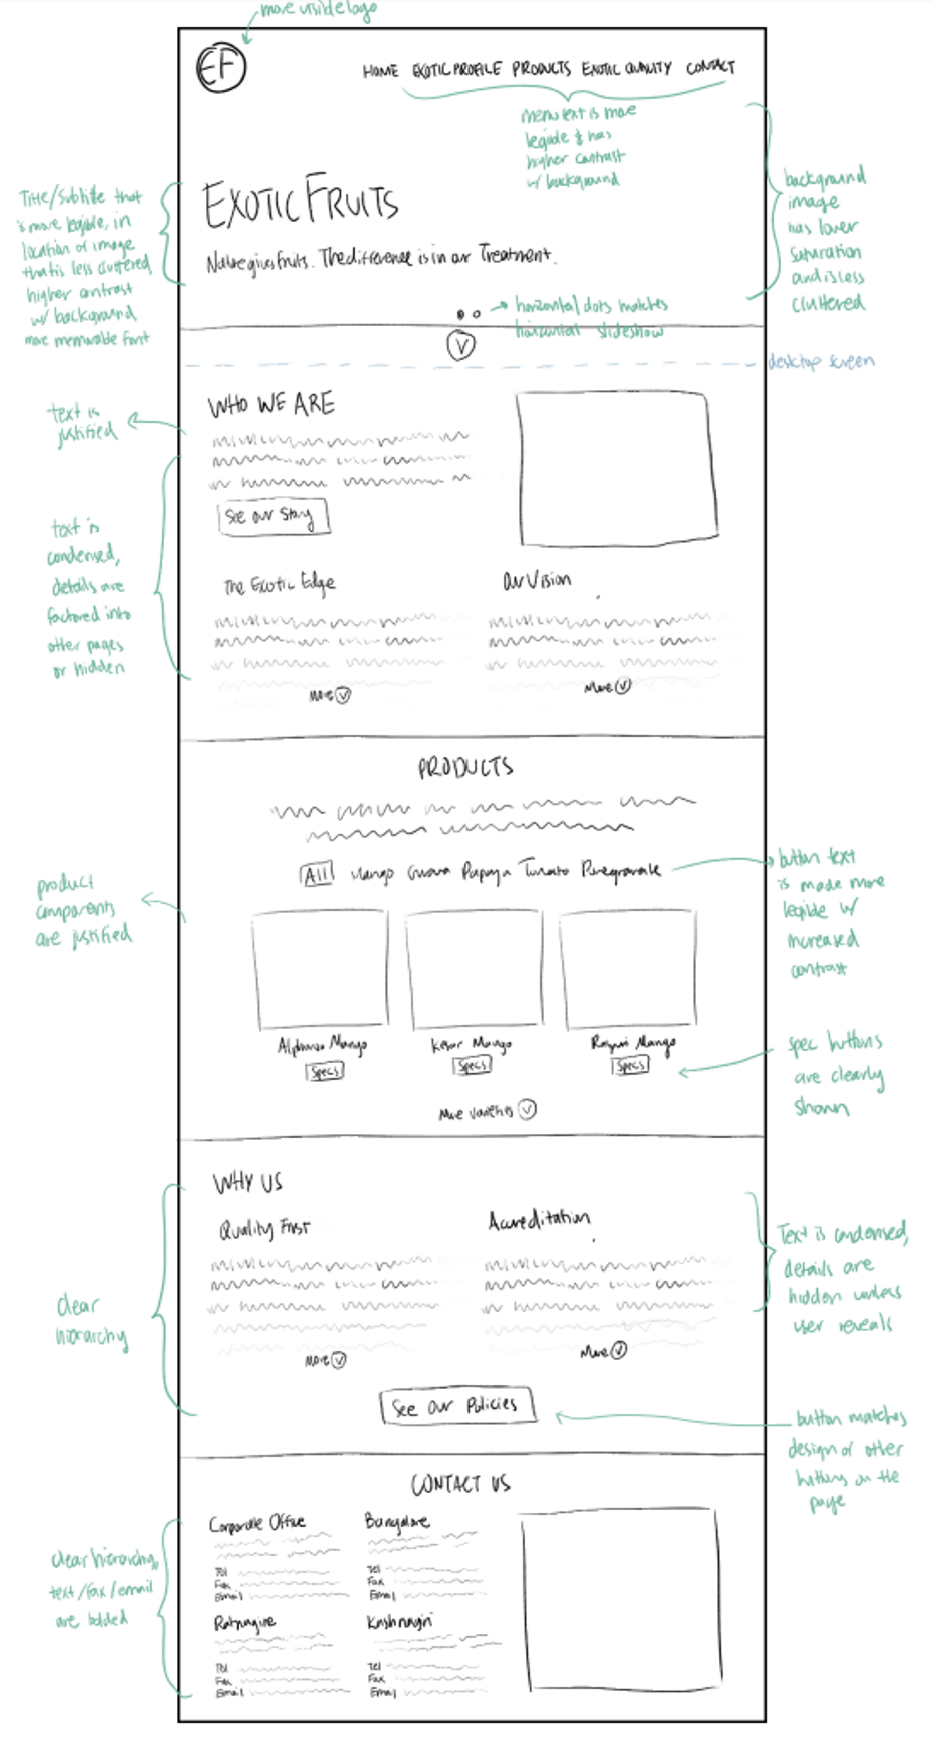 more visible logo
EF
HOME EXOTIC PROFILE PRODUCTS EXOTIC QUALITY CONTACT
menu text is more
legible & has
higher contrast
w/ background
background
image
has lower
saturation
and is less
cluttered
Title/Subtitle that
is more legible, in
location of image
that is less cluttered,
higher contrast
w/ background,
more memorable font
EXOTIC FRUITS
Nature gives fruits. The difference is in our Treatment.
horizontal dots matches
horizontal slideshow
desktop screen
text is
justified
WHO WE ARE
See our Story
text is
condensed,
details are
factored into
other pages
or hidden
The Exotic Edge
Our Vision
More
More
PRODUCTS
All Mango Guava Papaya Tomato
button text
is made more
legible w/
increased
contrast
product
components
are justified
Alphonso Mango
Kesar Mango
Mango
Specs
Specs
Specs
spec buttons
are clearly
shown
More varieties
WHY US
Quality First
Accreditation
clear
hierarchy
Text is condensed,
details are
hidden unless
user reveals
More
More
See Our Policies
button matches
design of other
buttons on the
page
CONTACT US
Corporate Office
Bangalore
Tel
Fax
Email
Tel
Fax
Email
clear hierarchy,
text/fax/email
are bolded
Krishnagiri
Tel
Fax
Email
Tel
Fax
Email